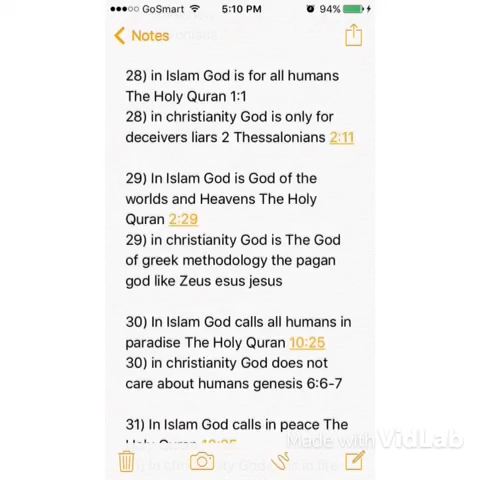 GoSmart 5:10 PM 94%
Notes
28) in Islam God is for all humans
The Holy Quran 1:1
28) in christianity God is only for
deceivers liars 2 Thessalonians 2:11
29) In Islam God is God of the
worlds and Heavens The Holy
Quran 2:29
29) in christianity God is The God
of greek methodology the pagan
god like Zeus esus jesus
30) In Islam God calls all humans in
paradise The Holy Quran 10:25
30) in christianity God does not
care about humans genesis 6:6-7
31) In Islam God calls in peace The
Holy Quran 10:25
Made with VidLab